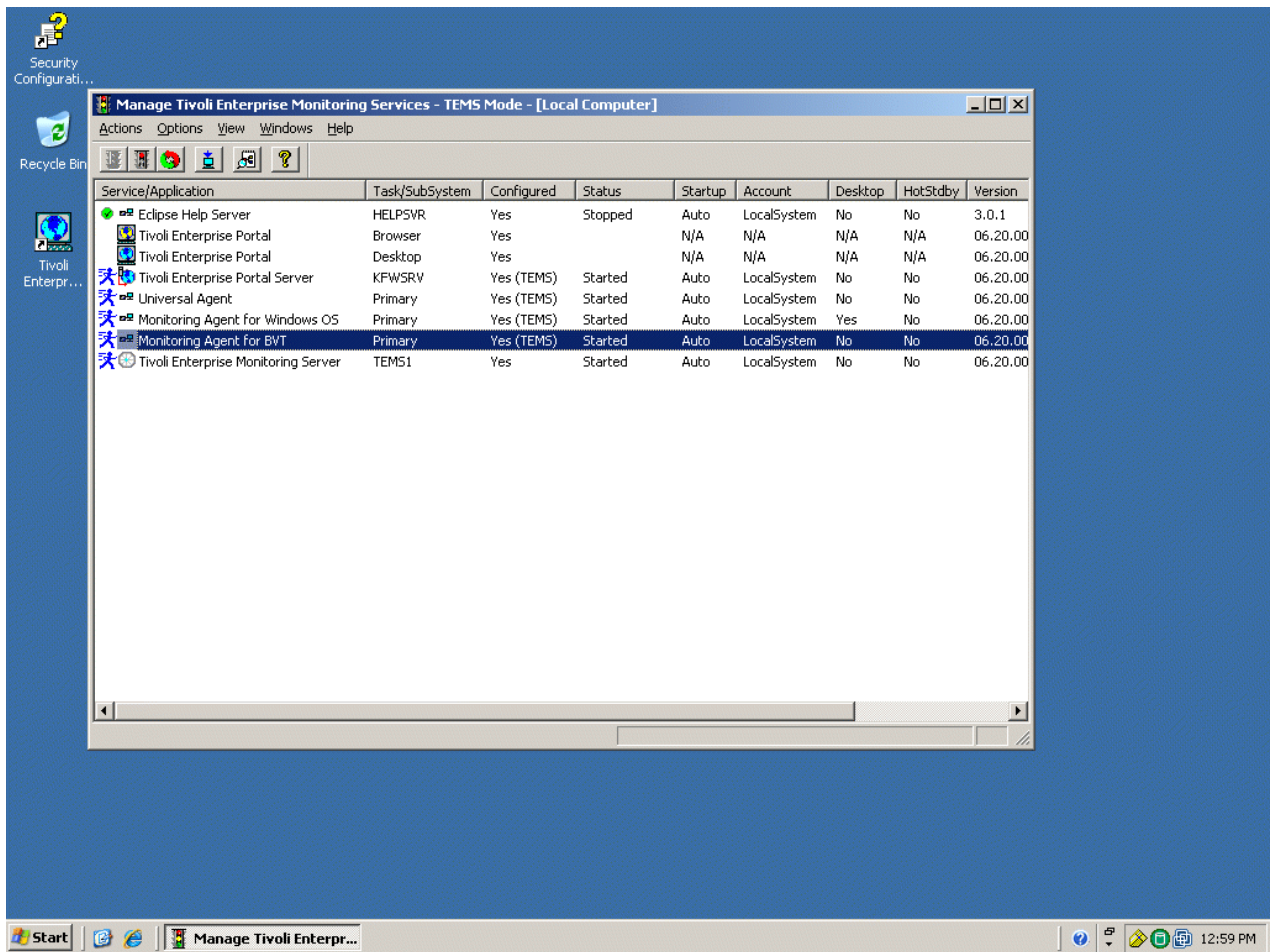 Security
Configurati...
Recycle Bin
Tivoli
Enterpr...
Manage Tivoli Enterprise Monitoring Services - TEMS Mode - [Local Computer]
Actions Options View Windows Help
Service/Application Task/SubSystem Configured Status Startup Account Desktop HotStdby Version
Eclipse Help Server HELPSVR Yes Stopped Auto LocalSystem No No 3.0.1
Tivoli Enterprise Portal Browser Yes N/A N/A N/A N/A 06.20.00
Tivoli Enterprise Portal Desktop Yes N/A N/A N/A N/A 06.20.00
Tivoli Enterprise Portal Server KFWSRV Yes (TEMS) Started Auto LocalSystem No No 06.20.00
Universal Agent Primary Yes (TEMS) Started Auto LocalSystem No No 06.20.00
Monitoring Agent for Windows OS Primary Yes (TEMS) Started Auto LocalSystem Yes No 06.20.00
Monitoring Agent for BVT Primary Yes (TEMS) Started Auto LocalSystem No No 06.20.00
Tivoli Enterprise Monitoring Server TEMS1 Yes Started Auto LocalSystem No No 06.20.00
Start Manage Tivoli Enterpr... 12:59 PM